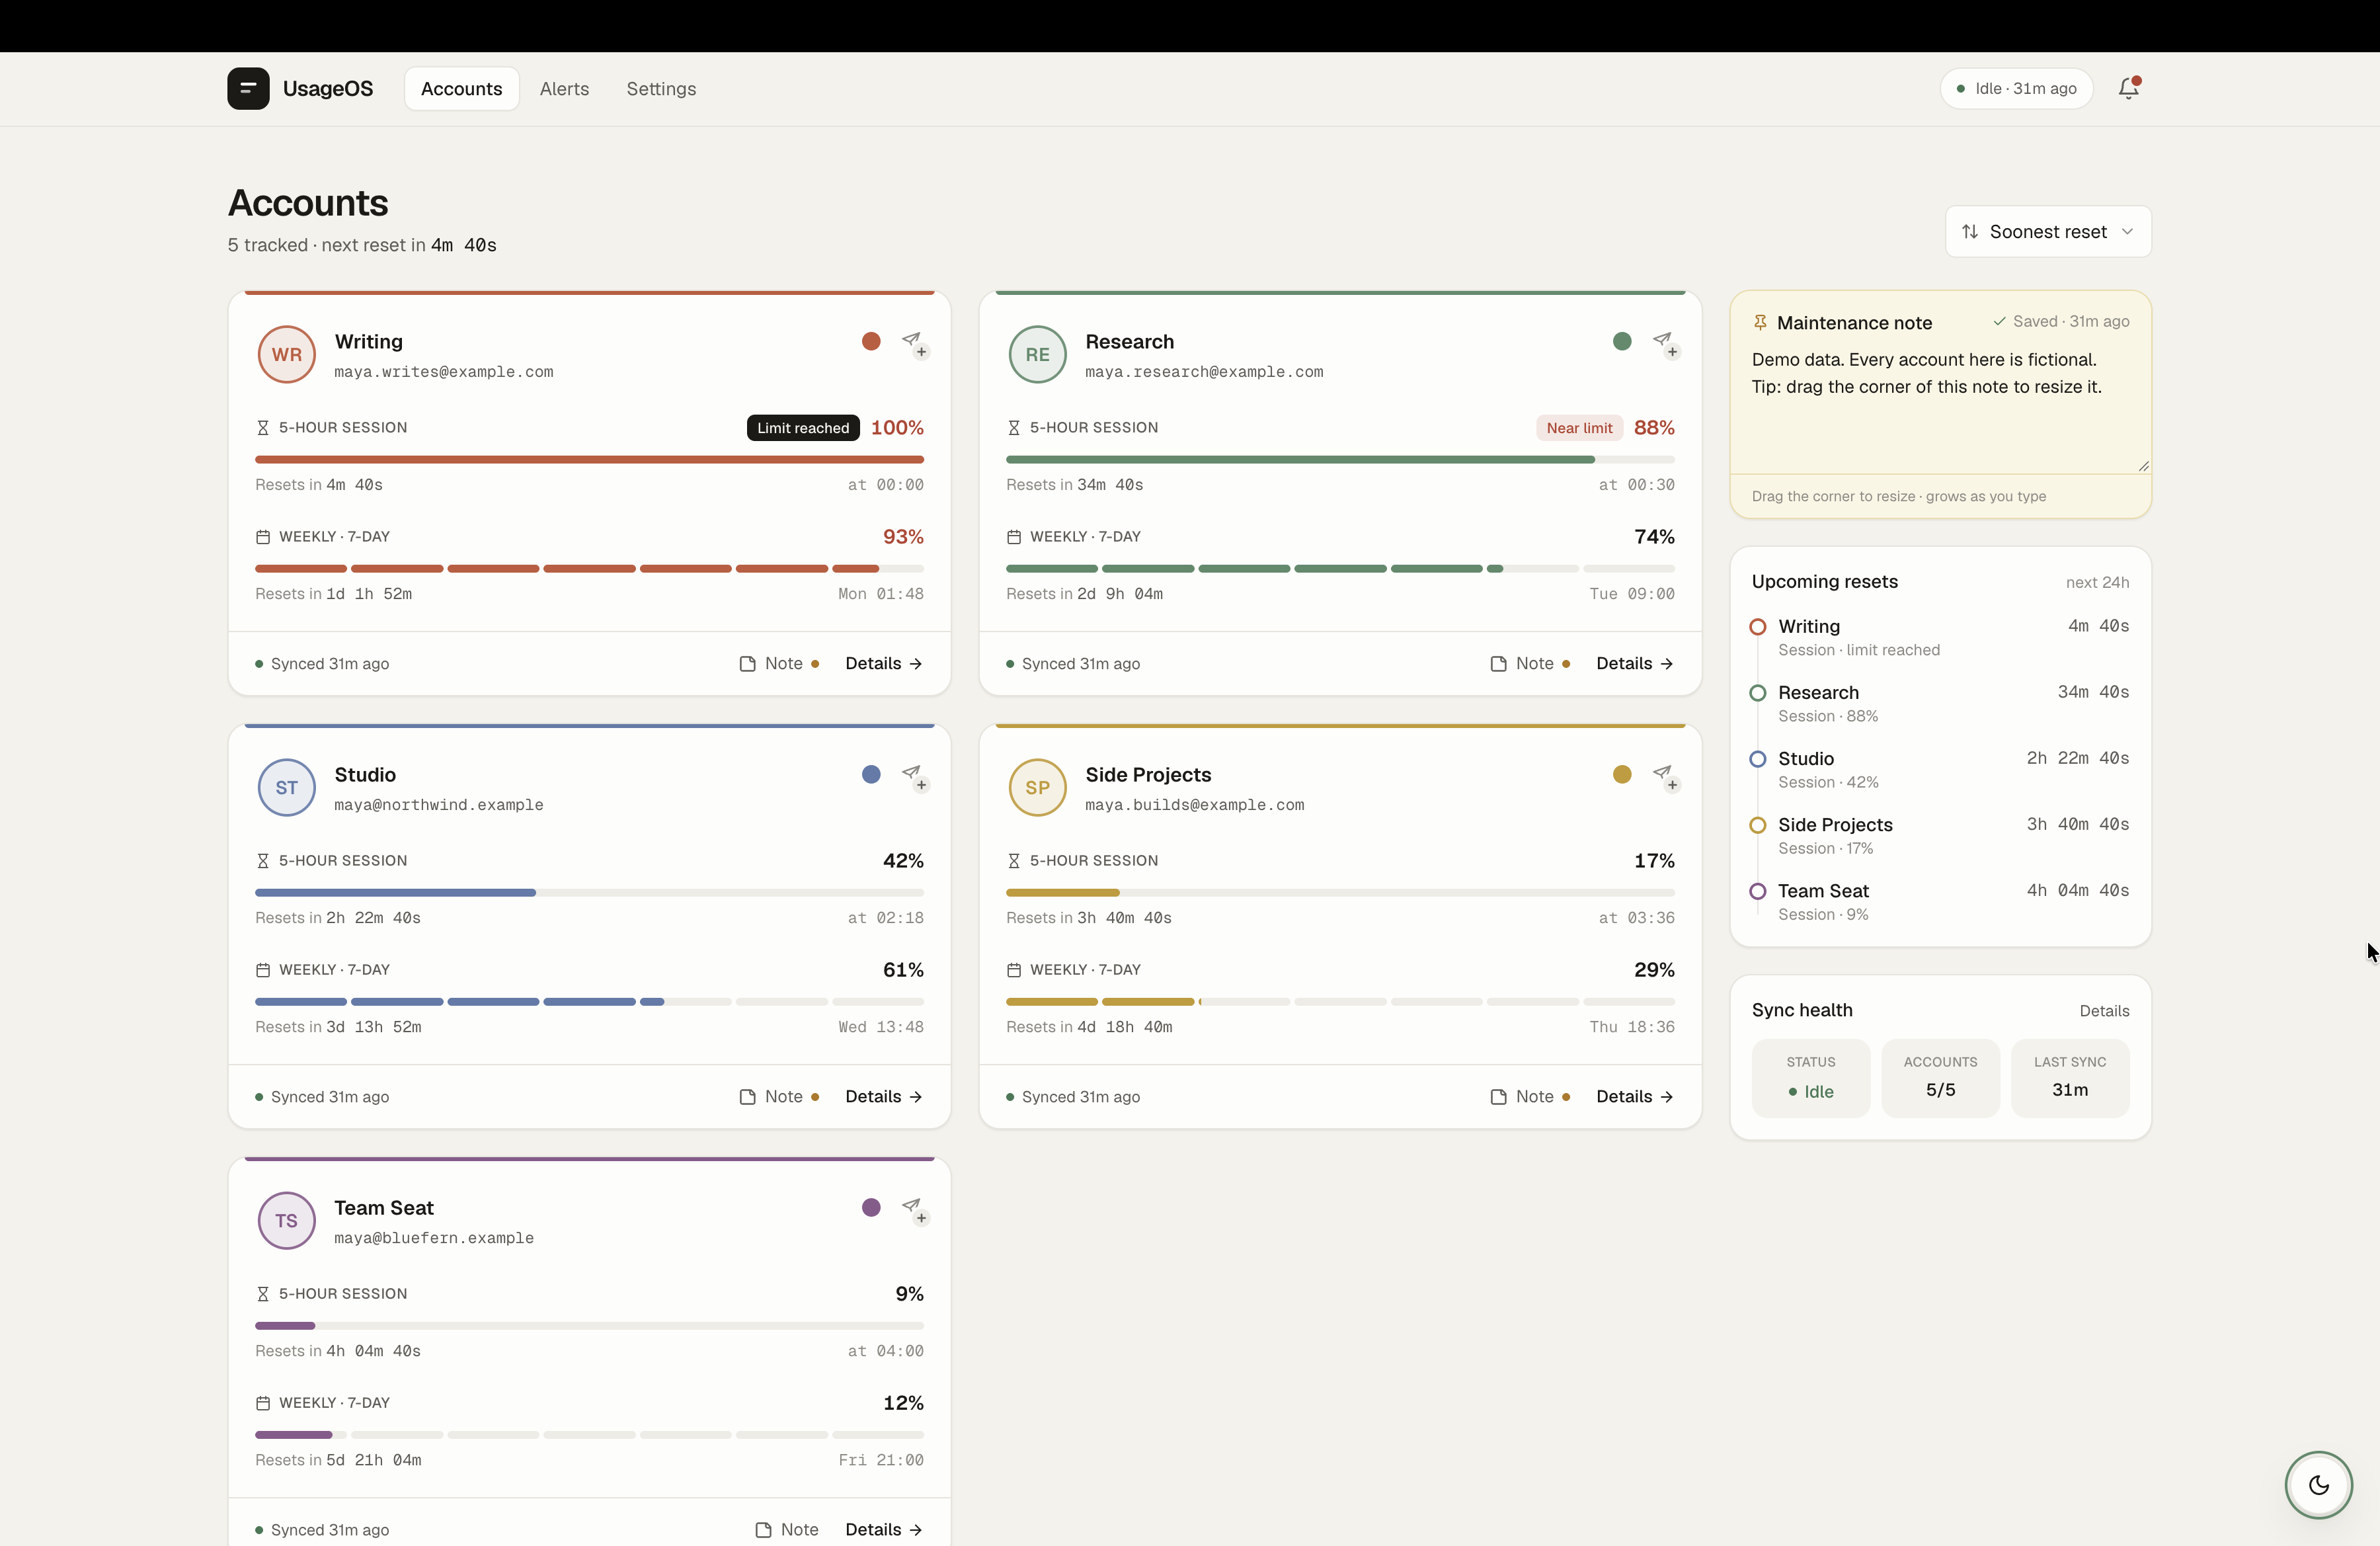 UsageOS
Accounts
Alerts
Settings
Idle · 31m ago
Accounts
5 tracked · next reset in 4m 40s
Soonest reset
WR
Writing
maya.writes@example.com
5-HOUR SESSION
Limit reached
100%
Resets in 4m 40s
at 00:00
WEEKLY · 7-DAY
93%
Resets in 1d 1h 52m
Mon 01:48
Synced 31m ago
Note
Details →
RE
Research
maya.research@example.com
5-HOUR SESSION
Near limit
88%
Resets in 34m 40s
at 00:30
WEEKLY · 7-DAY
74%
Resets in 2d 9h 04m
Tue 09:00
Synced 31m ago
Note
Details →
ST
Studio
maya@northwind.example
5-HOUR SESSION
42%
Resets in 2h 22m 40s
at 02:18
WEEKLY · 7-DAY
61%
Resets in 3d 13h 52m
Wed 13:48
Synced 31m ago
Note
Details →
SP
Side Projects
maya.builds@example.com
5-HOUR SESSION
17%
Resets in 3h 40m 40s
at 03:36
WEEKLY · 7-DAY
29%
Resets in 4d 18h 40m
Thu 18:36
Synced 31m ago
Note
Details →
TS
Team Seat
maya@bluefern.example
5-HOUR SESSION
9%
Resets in 4h 04m 40s
at 04:00
WEEKLY · 7-DAY
12%
Resets in 5d 21h 04m
Fri 21:00
Synced 31m ago
Note
Details →
Maintenance note
Saved · 31m ago
Demo data. Every account here is fictional.
Tip: drag the corner of this note to resize it.
Drag the corner to resize · grows as you type
Upcoming resets
next 24h
Writing
4m 40s
Session · limit reached
Research
34m 40s
Session · 88%
Studio
2h 22m 40s
Session · 42%
Side Projects
3h 40m 40s
Session · 17%
Team Seat
4h 04m 40s
Session · 9%
Sync health
Details
STATUS
Idle
ACCOUNTS
5/5
LAST SYNC
31m